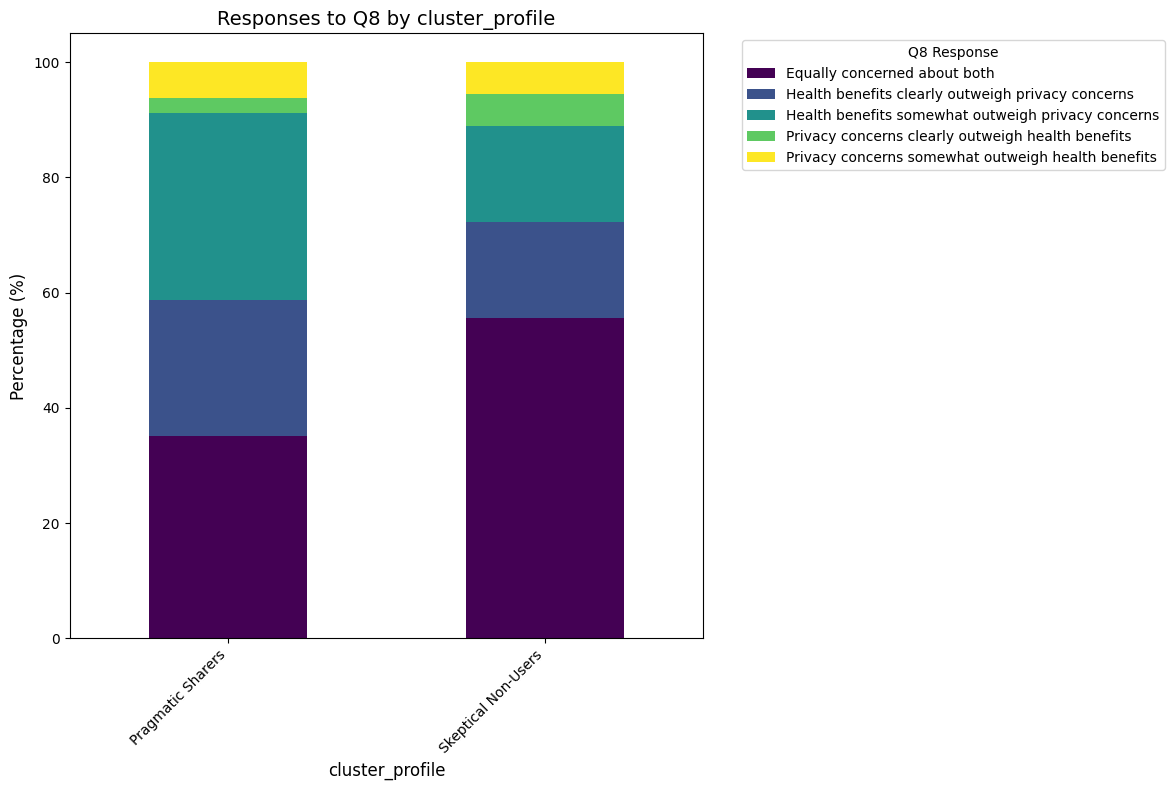 Responses to Q8 by cluster_profile
Q8 Response
Equally concerned about both
Health benefits clearly outweigh privacy concerns
Health benefits somewhat outweigh privacy concerns
Privacy concerns clearly outweigh health benefits
Privacy concerns somewhat outweigh health benefits
Percentage (%)
100
80
60
40
20
0
Pragmatic Sharers
Skeptical Non-Users
cluster_profile